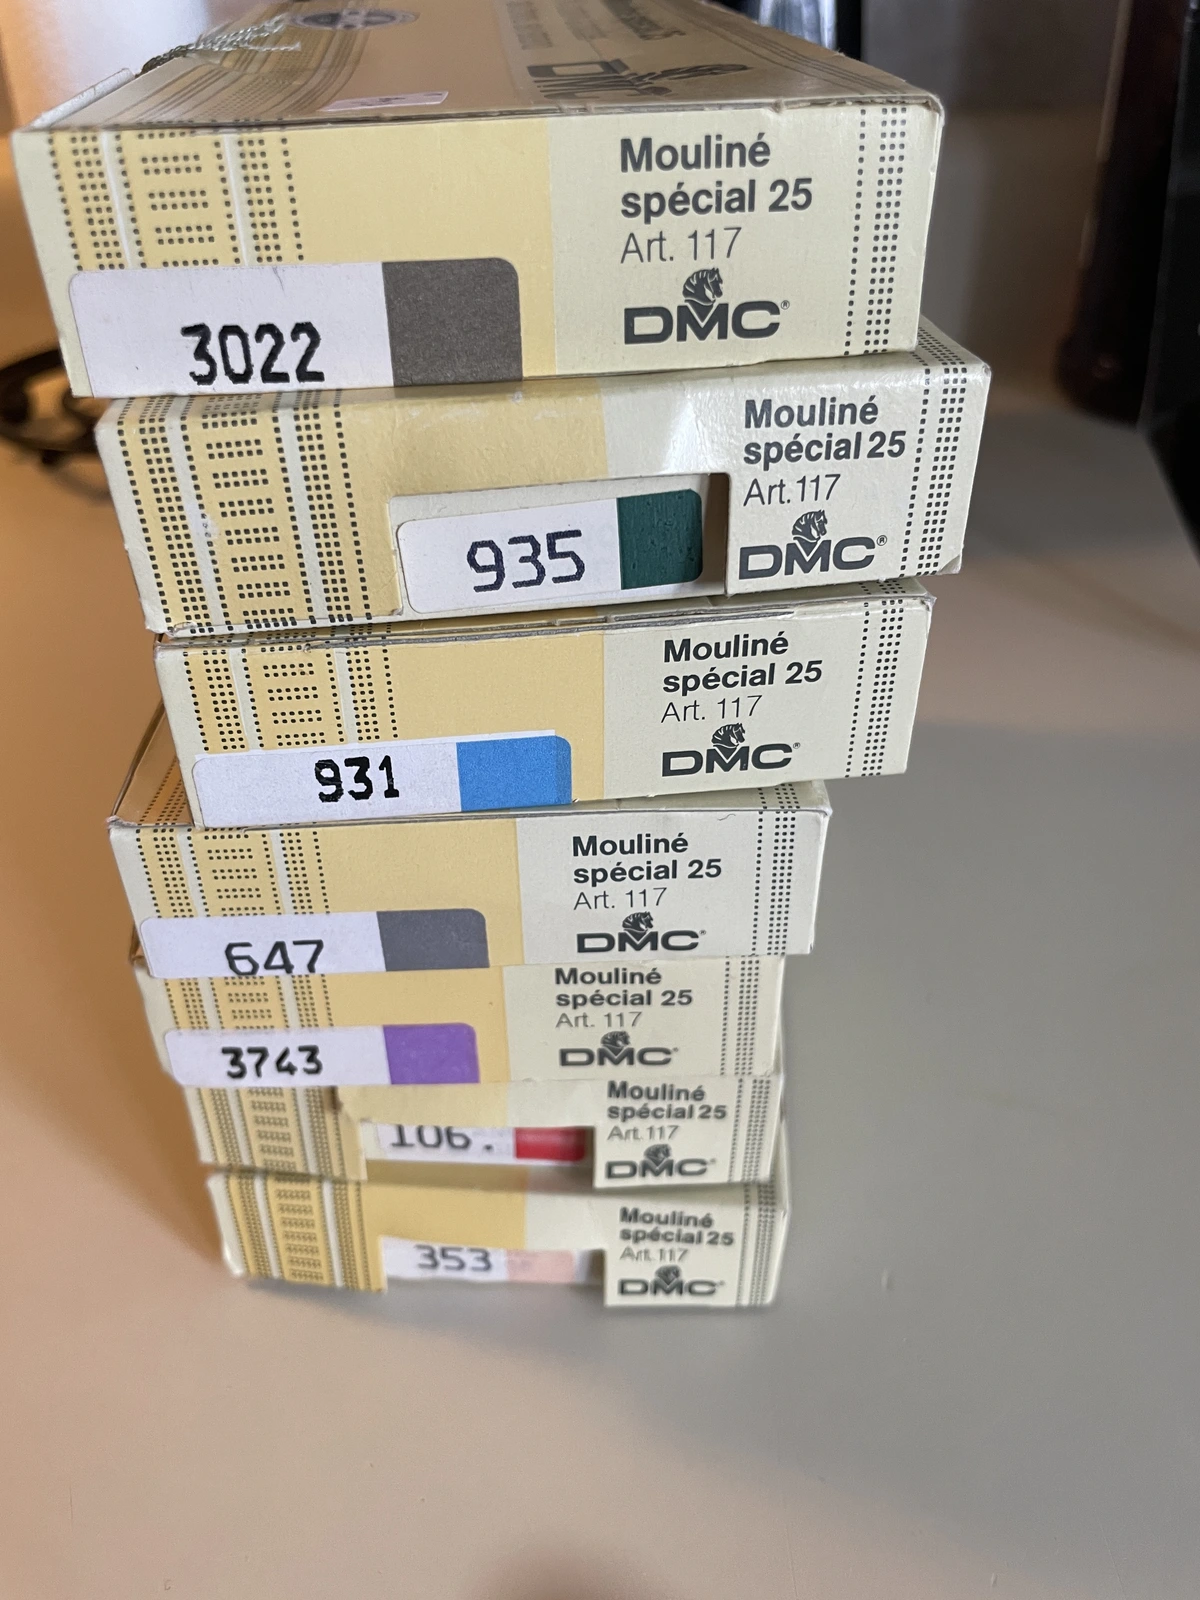 Mouliné
spécial 25
Art. 117
DMC®
3022
Mouliné
spécial 25
Art. 117
DMC®
935
Mouliné
spécial 25
Art. 117
DMC®
931
Mouliné
spécial 25
Art. 117
DMC®
647
Mouliné
spécial 25
Art. 117
DMC®
3743
Mouliné
spécial 25
Art. 117
DMC®
106.
Mouliné
spécial 25
Art. 117
DMC®
353